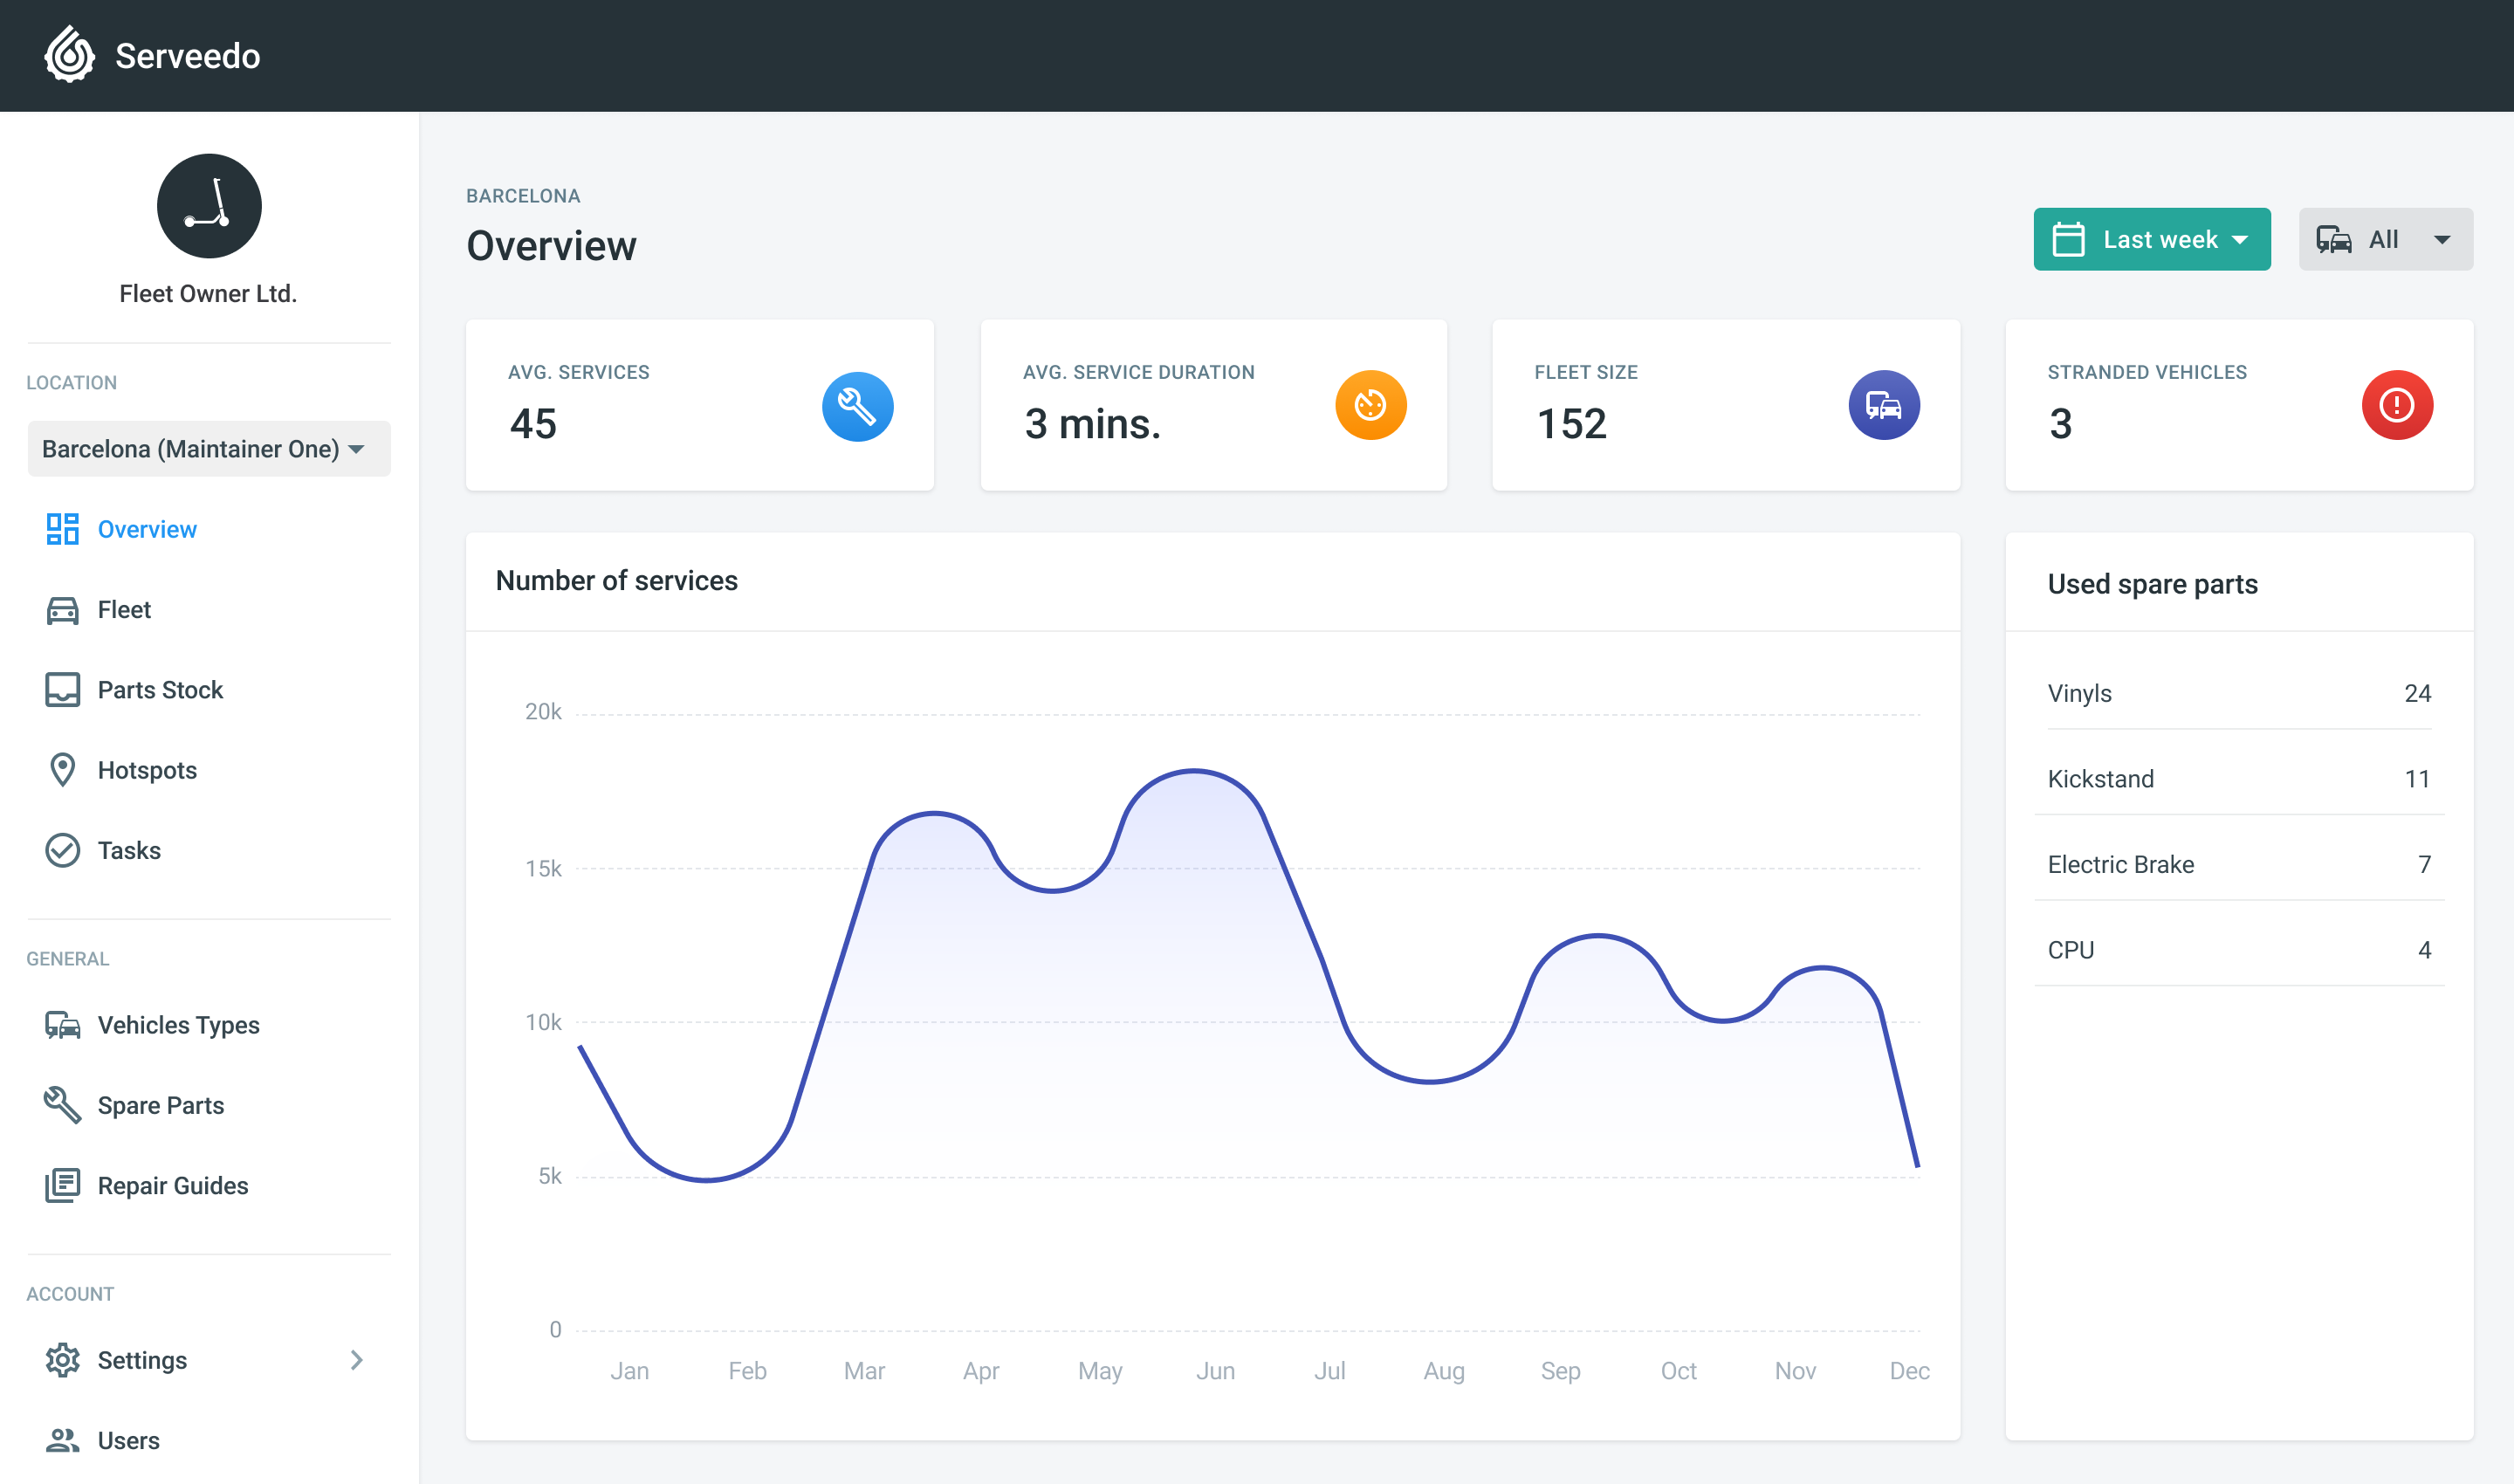 Serveedo
Fleet Owner Ltd.
LOCATION
Barcelona (Maintainer One)
Overview
Fleet
Parts Stock
Hotspots
Tasks
GENERAL
Vehicles Types
Spare Parts
Repair Guides
ACCOUNT
Settings
Users
BARCELONA
Overview
Last week
All
AVG. SERVICES
45
AVG. SERVICE DURATION
3 mins.
FLEET SIZE
152
STRANDED VEHICLES
3
Number of services
20k
15k
10k
5k
0
Jan Feb Mar Apr May Jun Jul Aug Sep Oct Nov Dec
Used spare parts
Vinyls 24
Kickstand 11
Electric Brake 7
CPU 4